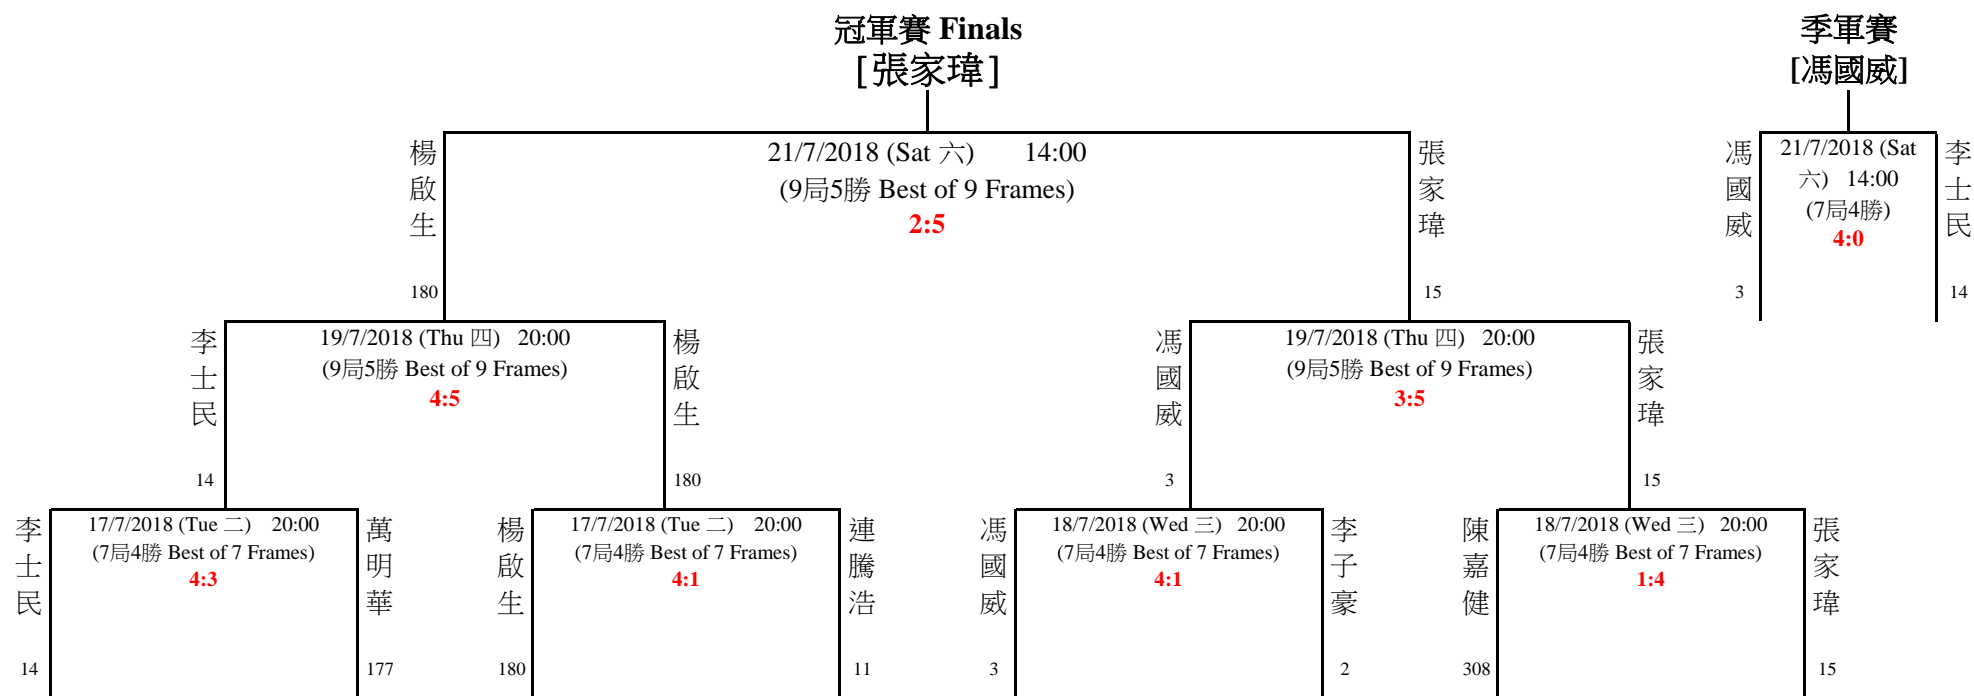 冠軍賽 Finals
[張家瑋]
季軍賽
[馮國威]
楊啟生
180
21/7/2018 (Sat 六) 14:00
(9局5勝 Best of 9 Frames)
2:5
張家瑋
15
馮國威
3
21/7/2018 (Sat
六) 14:00
(7局4勝)
4:0
李士民
14
李士民
14
19/7/2018 (Thu 四) 20:00
(9局5勝 Best of 9 Frames)
4:5
楊啟生
180
馮國威
3
19/7/2018 (Thu 四) 20:00
(9局5勝 Best of 9 Frames)
3:5
張家瑋
15
李士民
14
17/7/2018 (Tue 二) 20:00
(7局4勝 Best of 7 Frames)
4:3
萬明華
177
楊啟生
180
17/7/2018 (Tue 二) 20:00
(7局4勝 Best of 7 Frames)
4:1
連騰浩
11
馮國威
3
18/7/2018 (Wed 三) 20:00
(7局4勝 Best of 7 Frames)
4:1
李子豪
2
陳嘉健
308
18/7/2018 (Wed 三) 20:00
(7局4勝 Best of 7 Frames)
1:4
張家瑋
15